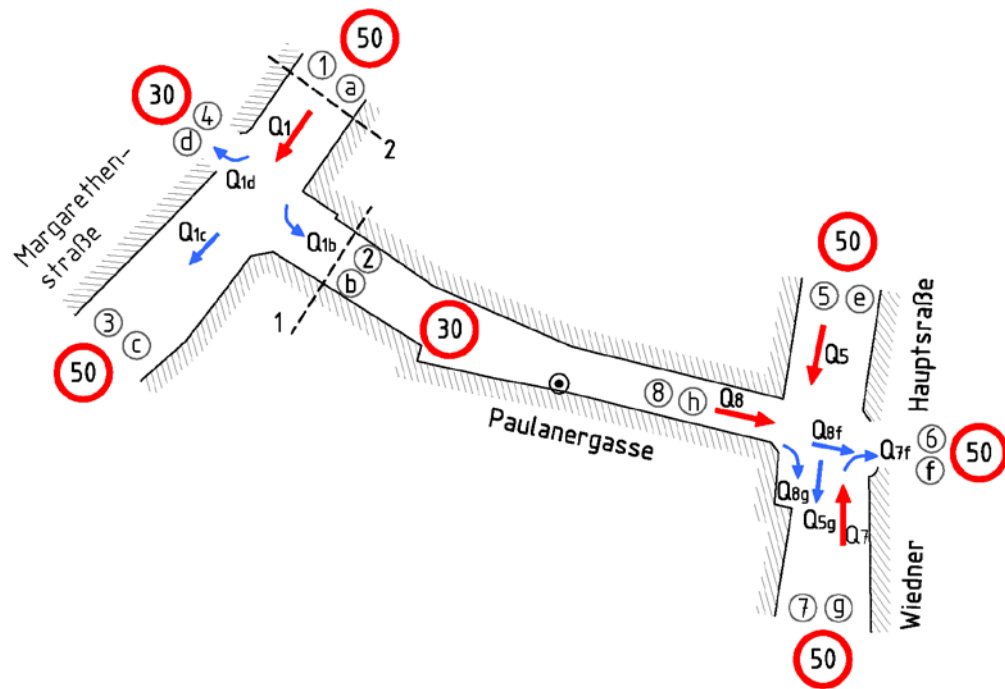 50
1
a
30
4
d
Q1
2
Q1d
Margarethen-
straße
Q1c
Q1b
2
b
1
3
c
50
30
50
5
e
Q5
Hauptsraße
8
h
Q8
Paulanergasse
Q8f
Q7f
6
f
50
Q8g
Q5g
Q7
Wiedner
7
g
50